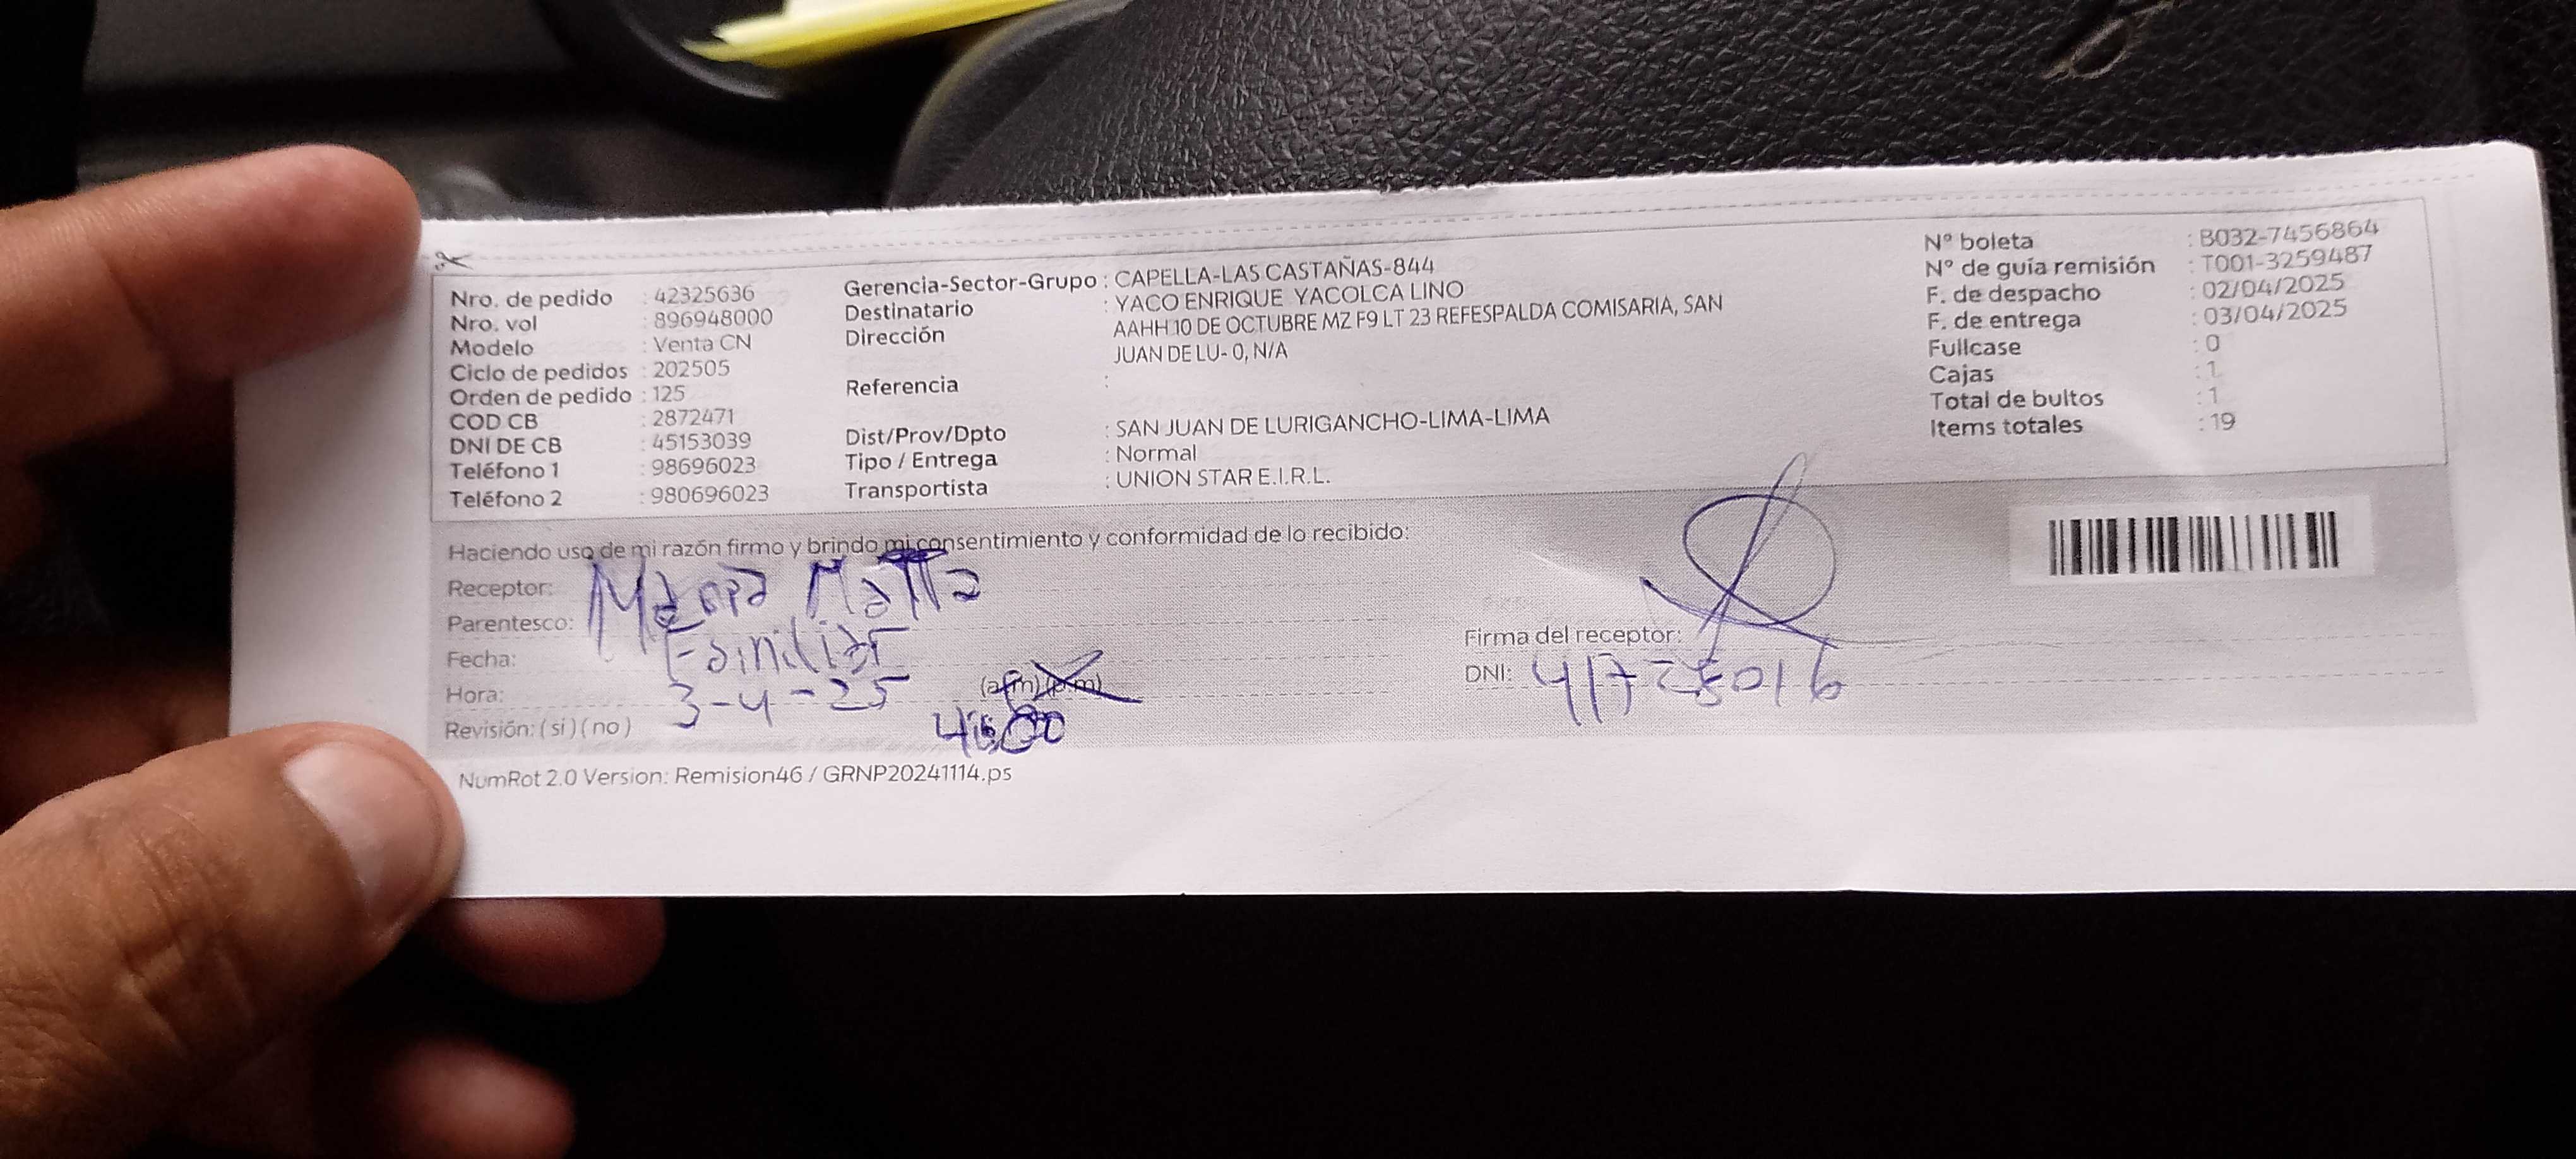 Nro. de pedido : 42325636
Nro. vol : 896948000
Modelo : Venta CN
Ciclo de pedidos : 202505
Orden de pedido : 125
COD CB : 2872471
DNI DE CB : 45153039
Teléfono 1 : 98696023
Teléfono 2 : 980696023
Gerencia-Sector-Grupo : CAPELLA-LAS CASTAÑAS-844
Destinatario : YACO ENRIQUE YACOLCA LINO
Dirección AAHH 10 DE OCTUBRE MZ F9 LT 23 REFESPALDA COMISARIA, SAN
JUAN DE LU- 0, N/A
Referencia :
Dist/Prov/Dpto : SAN JUAN DE LURIGANCHO-LIMA-LIMA
Tipo / Entrega : Normal
Transportista : UNION STAR E.I.R.L.
N° boleta : B032-7456864
N° de guía remisión : T001-3259487
F. de despacho : 02/04/2025
F. de entrega : 03/04/2025
Fullcase : 0
Cajas : 1
Total de bultos : 1
Items totales : 19
Haciendo uso de mi razón firmo y brindo mi consentimiento y conformidad de lo recibido:
Receptor: Matta
Parentesco: Familiar
Fecha: 3-4-25
Hora: (a.m) (p.m)
Revisión: ( si ) ( no )
Firma del receptor:
DNI:
NumRot 2.0 Version: Remision46 / GRNP20241114.ps